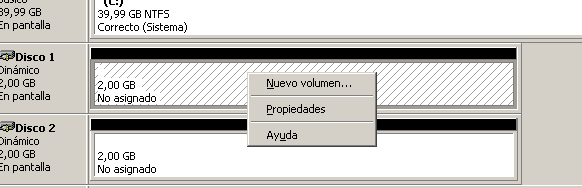 Básico
39,99 GB
En pantalla
(C:)
39,99 GB NTFS
Correcto (Sistema)
Disco 1
Dinámico
2,00 GB
En pantalla
2,00 GB
No asignado
Nuevo volumen...
Propiedades
Ayuda
Disco 2
Dinámico
2,00 GB
En pantalla
2,00 GB
No asignado